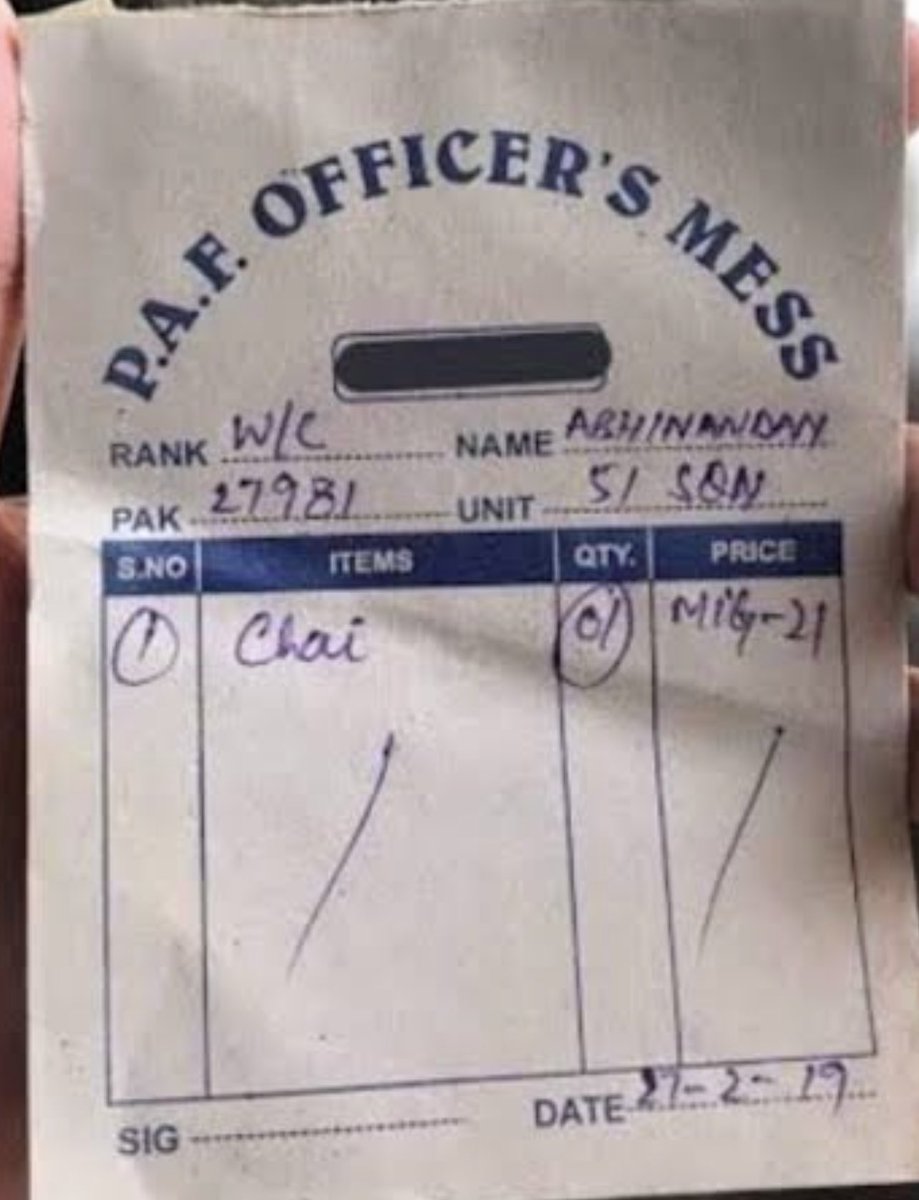 P.A.F. OFFICER'S MESS
RANK W/C NAME ABHINANDAN
PAK 27981 UNIT 51 SQN
S.NO ITEMS QTY. PRICE
1 Chai 01 MiG-21
SIG DATE 27-2-19